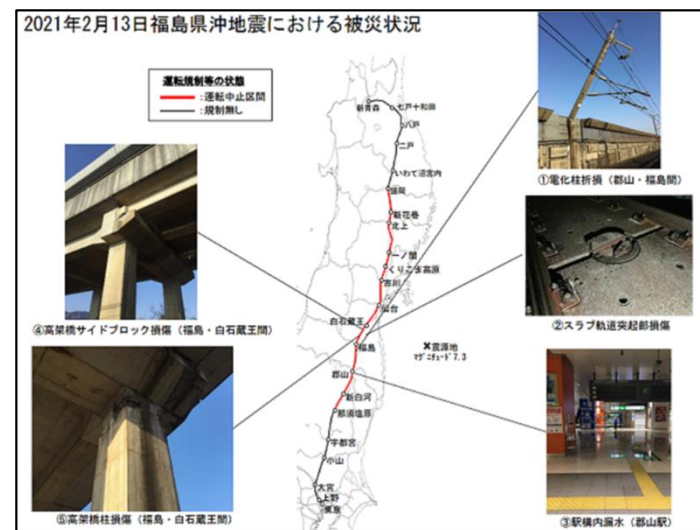 2021年2月13日福島県沖地震における被災状況
運転規制等の状態
:運転中止区間
:規制無し
新青森
七戸十和田
八戸
二戸
いわて沼宮内
盛岡
新花巻
北上
一ノ関
くりこま高原
古川
仙台
白石蔵王
福島
郡山
新白河
那須塩原
宇都宮
小山
大宮
上野
東京
×震源地
マグニチュード7.3
①電化柱折損(郡山・福島間)
②スラブ軌道突起部損傷
③駅構内漏水(郡山駅)
④高架橋サイドブロック損傷(福島・白石蔵王間)
⑤高架橋柱損傷(福島・白石蔵王間)